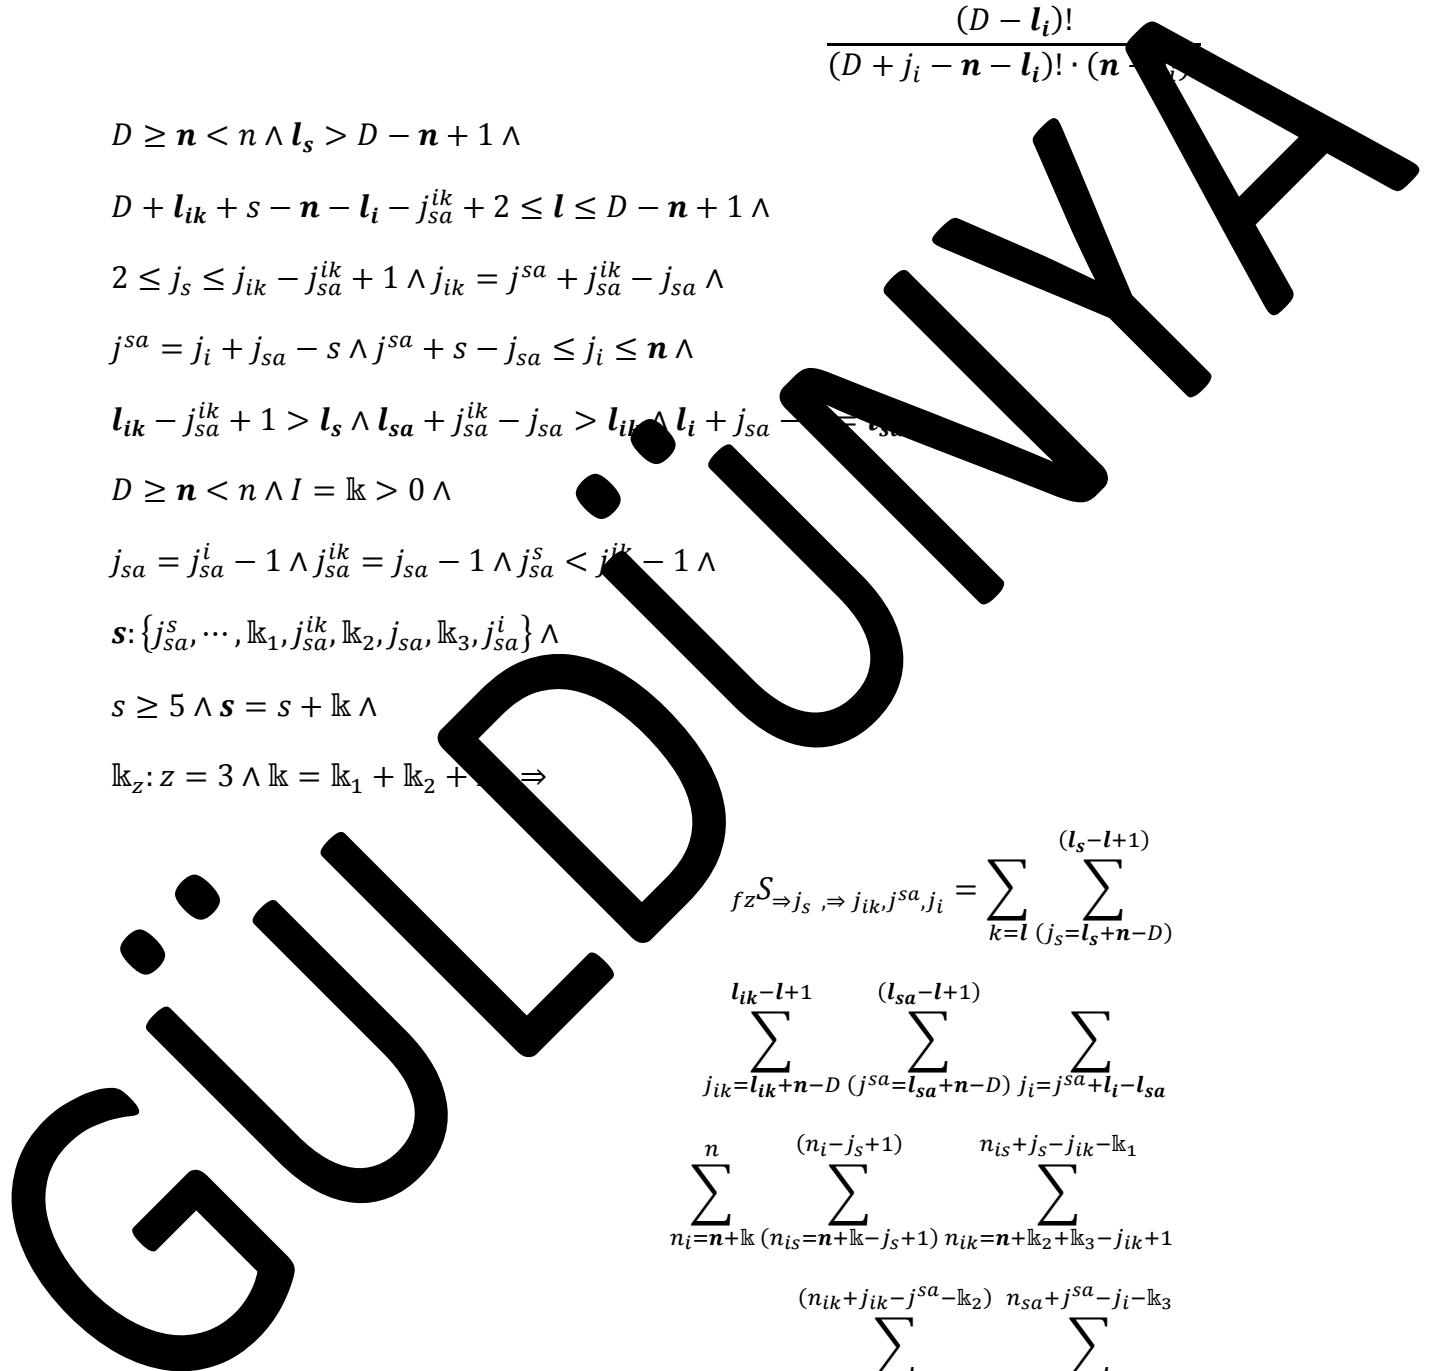 (D − l_i)!
(D + j_i − n − l_i)! · (n
D ≥ n < n ∧ l_s > D − n + 1 ∧
D + l_ik + s − n − l_i − j_sa^ik + 2 ≤ l ≤ D − n + 1 ∧
2 ≤ j_s ≤ j_ik − j_sa^ik + 1 ∧ j_ik = j^sa + j_sa^ik − j_sa ∧
j^sa = j_i + j_sa − s ∧ j^sa + s − j_sa ≤ j_i ≤ n ∧
l_ik − j_sa^ik + 1 > l_s ∧ l_sa + j_sa^ik − j_sa > l_ik ∧ l_i + j_sa − = l_sa
D ≥ n < n ∧ I = 𝕜 > 0 ∧
j_sa = j_sa^i − 1 ∧ j_sa^ik = j_sa − 1 ∧ j_sa^s < j^ik − 1 ∧
s: {j_sa^s, ⋯ , 𝕜_1, j_sa^ik, 𝕜_2, j_sa, 𝕜_3, j_sa^i} ∧
s ≥ 5 ∧ s = s + 𝕜 ∧
𝕜_z: z = 3 ∧ 𝕜 = 𝕜_1 + 𝕜_2 + ⇒
(l_s−l+1)
_fz S_⇒j_s ,⇒ j_ik,j^sa,j_i = ∑ ∑
k=l (j_s=l_s+n−D)
l_ik−l+1 (l_sa−l+1)
∑ ∑ ∑
j_ik=l_ik+n−D (j^sa=l_sa+n−D) j_i=j^sa+l_i−l_sa
n (n_i−j_s+1) n_is+j_s−j_ik−𝕜_1
∑ ∑ ∑
n_i=n+𝕜 (n_is=n+𝕜−j_s+1) n_ik=n+𝕜_2+𝕜_3−j_ik+1
(n_ik+j_ik−j^sa−𝕜_2) n_sa+j^sa−j_i−𝕜_3
∑ ∑
GÜLDÜNYA